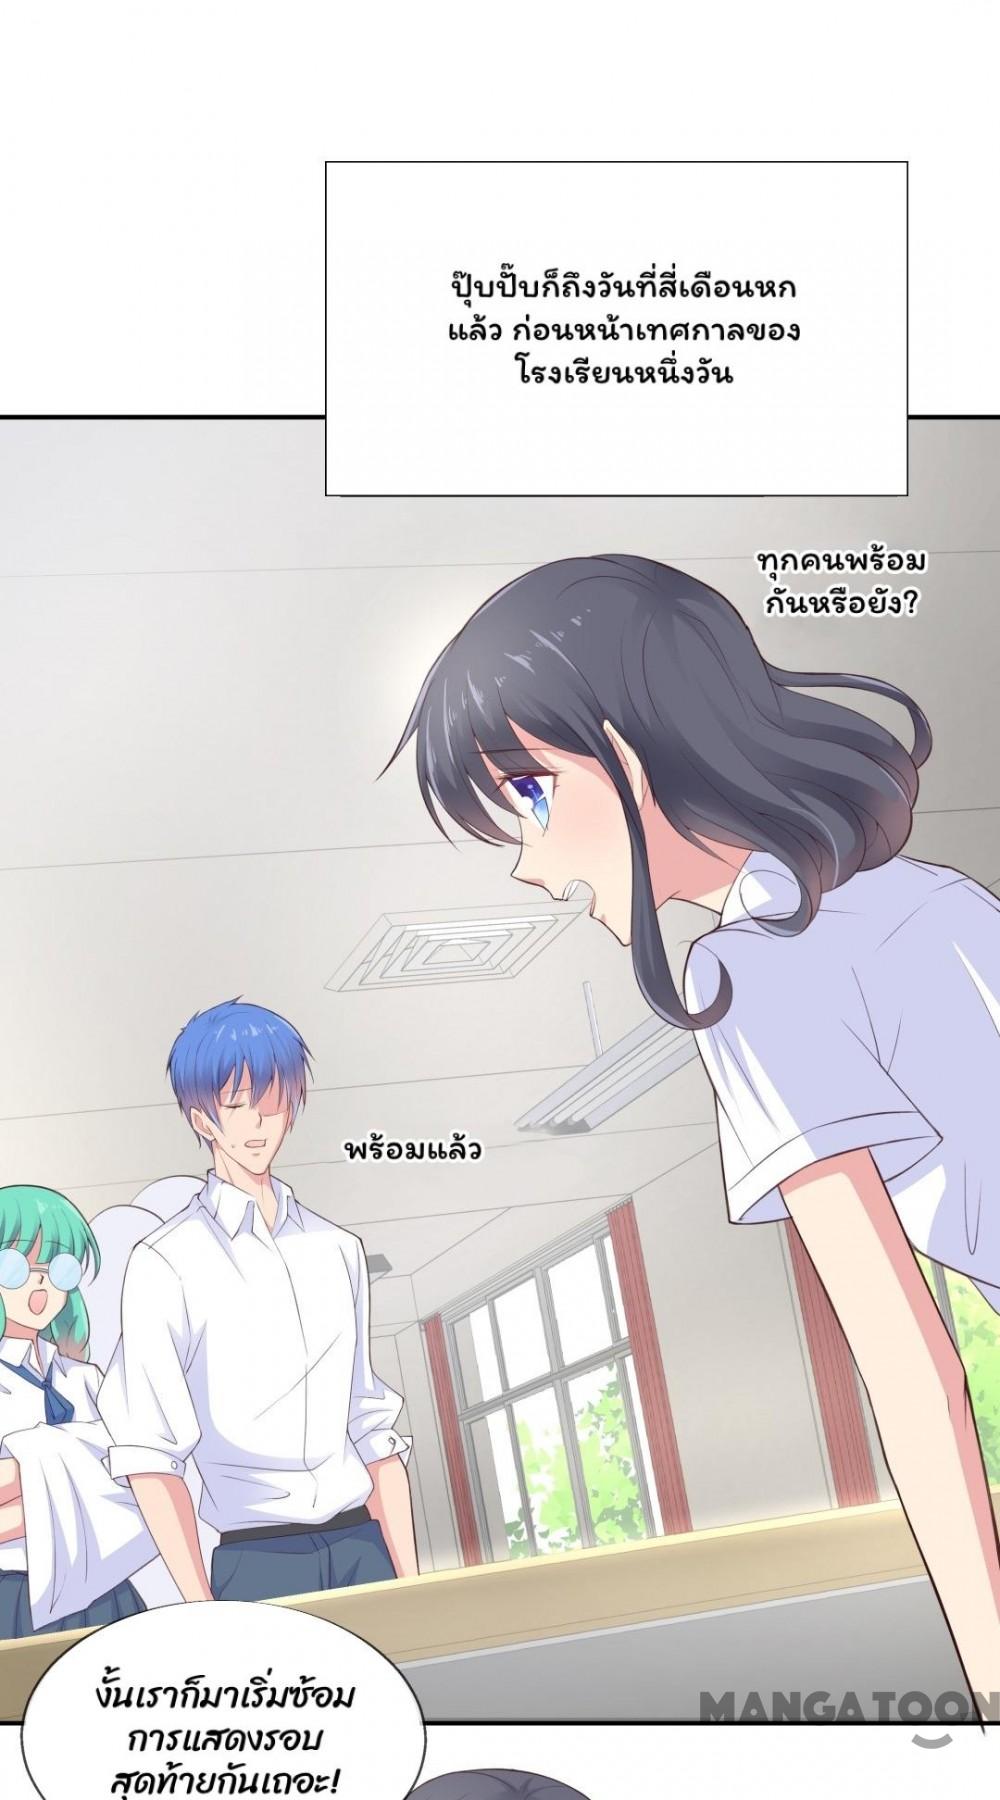 ปุ๊บปั๊บก็ถึงวันที่สี่เดือนหก
แล้ว ก่อนหน้าเทศกาลของ
โรงเรียนหนึ่งวัน
ทุกคนพร้อม
กันหรือยัง?
พร้อมแล้ว
งั้นเราก็มาเริ่มซ้อม
การแสดงรอบ
สุดท้ายกันเถอะ!
MANGATOON